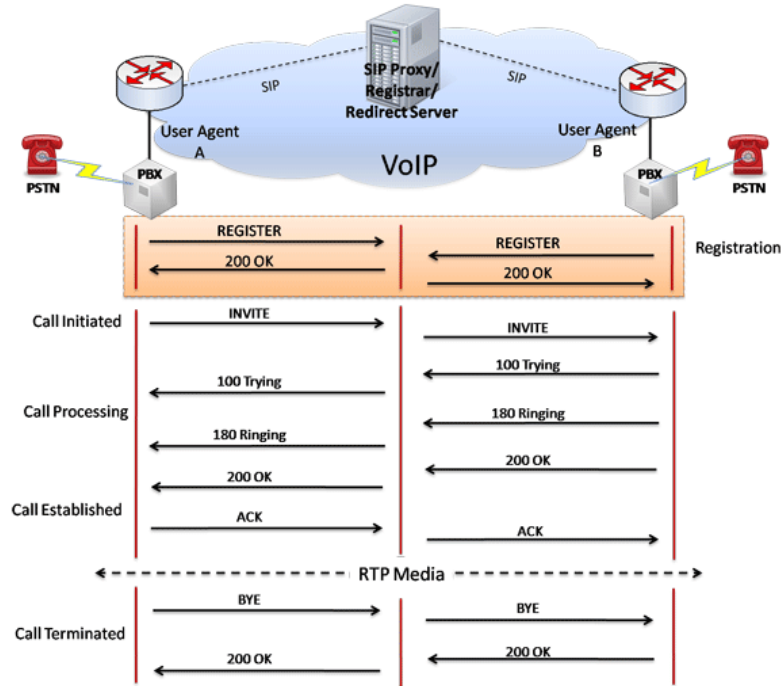 SIP
SIP Proxy/
Registrar/
Redirect Server
SIP
User Agent
A
User Agent
B
VoIP
PBX
PBX
PSTN
PSTN
REGISTER
REGISTER
Registration
200 OK
200 OK
Call Initiated
INVITE
INVITE
100 Trying
100 Trying
Call Processing
180 Ringing
180 Ringing
200 OK
200 OK
Call Established
ACK
ACK
RTP Media
BYE
BYE
Call Terminated
200 OK
200 OK